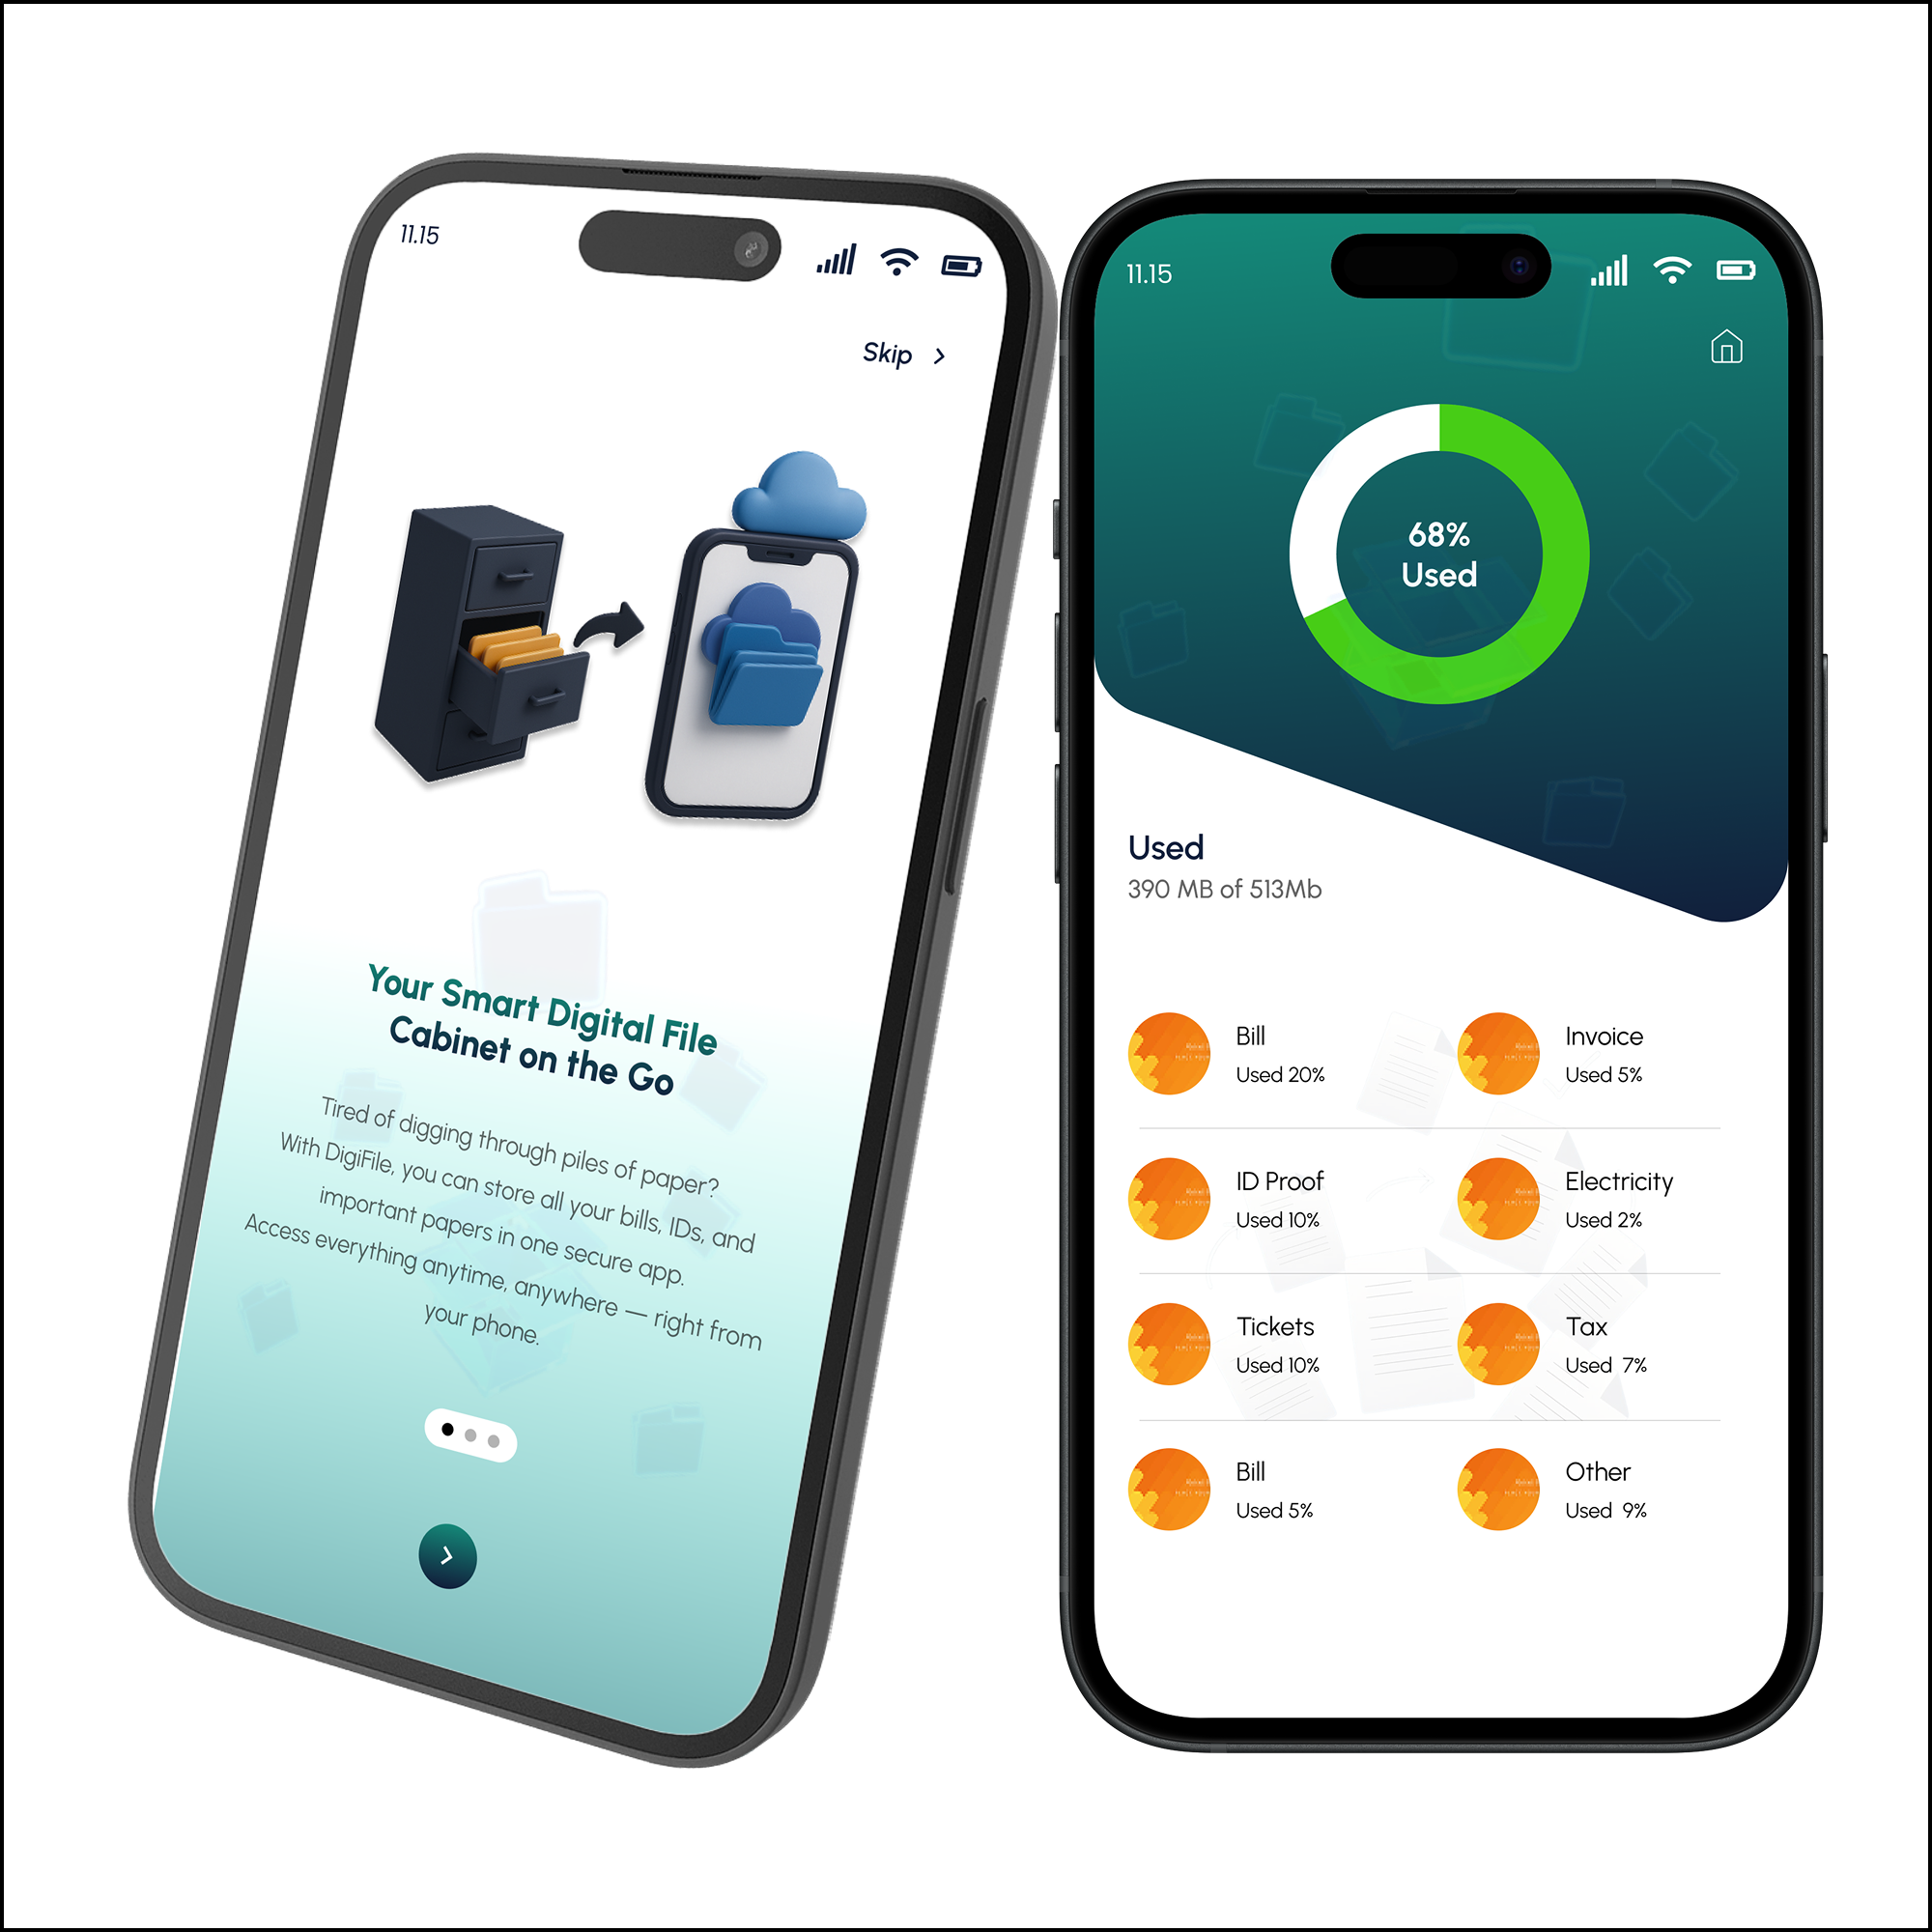 11.15
Skip
Your Smart Digital File
Cabinet on the Go
Tired of digging through piles of paper?
With DigiFile, you can store all your bills, IDs, and
important papers in one secure app.
Access everything anytime, anywhere — right from
your phone.
11.15
68%
Used
Used
390 MB of 513Mb
Bill
Used 20%
Invoice
Used 5%
ID Proof
Used 10%
Electricity
Used 2%
Tickets
Used 10%
Tax
Used 7%
Bill
Used 5%
Other
Used 9%